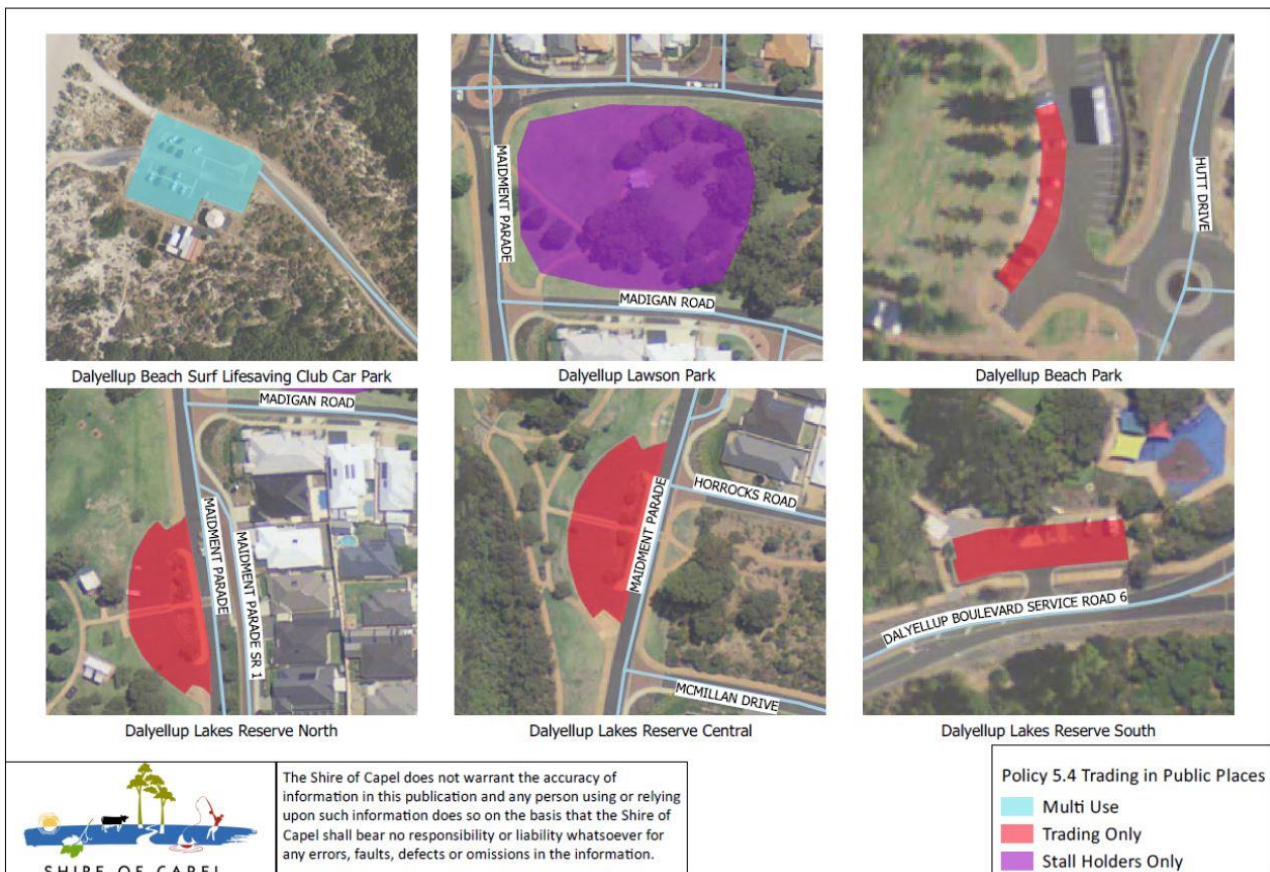 MAIDMENT PARADE
MADIGAN ROAD
HUTT DRIVE
Dalyellup Beach Surf Lifesaving Club Car Park
Dalyellup Lawson Park
Dalyellup Beach Park
MADIGAN ROAD
MAIDMENT PARADE
MAIDMENT PARADE SR 1
HORROCKS ROAD
MAIDMENT PARADE
MCMILLAN DRIVE
DALYELLUP BOULEVARD SERVICE ROAD 6
Dalyellup Lakes Reserve North
Dalyellup Lakes Reserve Central
Dalyellup Lakes Reserve South
SHIRE OF CAPEL
The Shire of Capel does not warrant the accuracy of
information in this publication and any person using or relying
upon such information does so on the basis that the Shire of
Capel shall bear no responsibility or liability whatsoever for
any errors, faults, defects or omissions in the information.
Policy 5.4 Trading in Public Places
Multi Use
Trading Only
Stall Holders Only